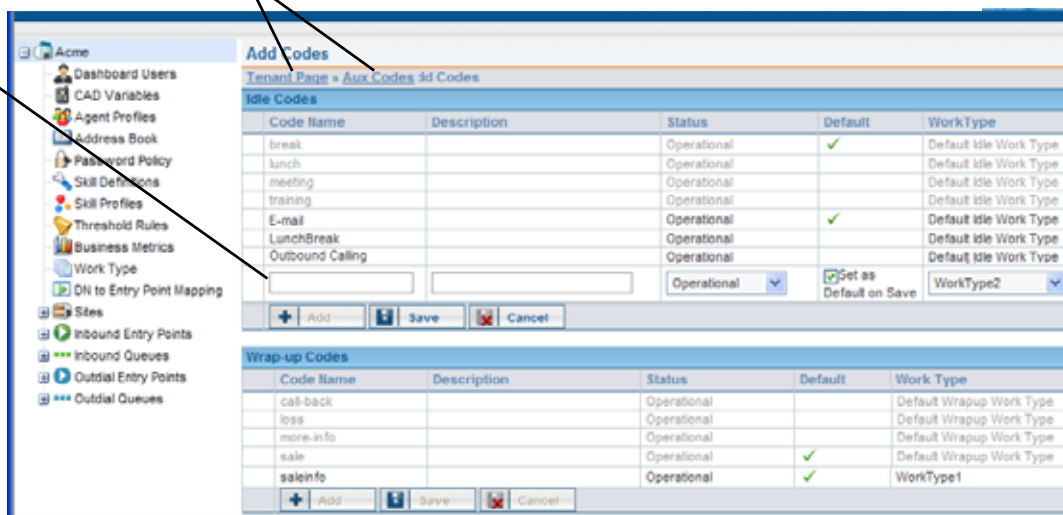 Acme
Dashboard Users
CAD Variables
Agent Profiles
Address Book
Password Policy
Skill Definitions
Skill Profiles
Threshold Rules
Business Metrics
Work Type
DN to Entry Point Mapping
Sites
Inbound Entry Points
Inbound Queues
Outdial Entry Points
Outdial Queues
Add Codes
Tenant Page » Aux Codes dd Codes
Idle Codes
Code Name Description Status Default WorkType
break Operational ✓ Default Idle Work Type
lunch Operational Default Idle Work Type
meeting Operational Default Idle Work Type
training Operational Default Idle Work Type
E-mail Operational ✓ Default Idle Work Type
LunchBreak Operational Default Idle Work Type
Outbound Calling Operational Default Idle Work Type
Operational Set as WorkType2
Default on Save
Add Save Cancel
Wrap-up Codes
Code Name Description Status Default Work Type
call-back Operational Default Wrapup Work Type
loss Operational Default Wrapup Work Type
more-info Operational Default Wrapup Work Type
sale Operational ✓ Default Wrapup Work Type
saleinfo Operational ✓ WorkType1
Add Save Cancel